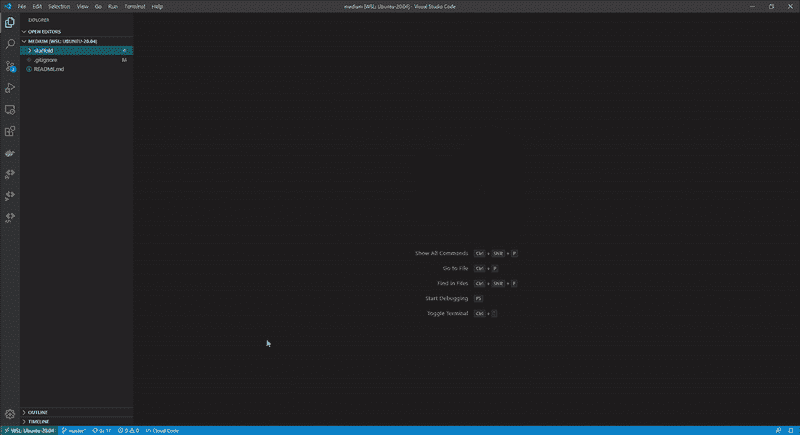 File Edit Selection View Go Run Terminal Help
medium [WSL: Ubuntu-20.04] - Visual Studio Code
EXPLORER
OPEN EDITORS
MEDIUM [WSL: UBUNTU-20.04]
skaffold
.gitignore M
README.md
Show All Commands Ctrl + Shift + P
Go to File Ctrl + P
Find in Files Ctrl + Shift + F
Start Debugging F5
Toggle Terminal Ctrl + `
OUTLINE
TIMELINE
WSL: Ubuntu-20.04 master* 0 0 Cloud Code